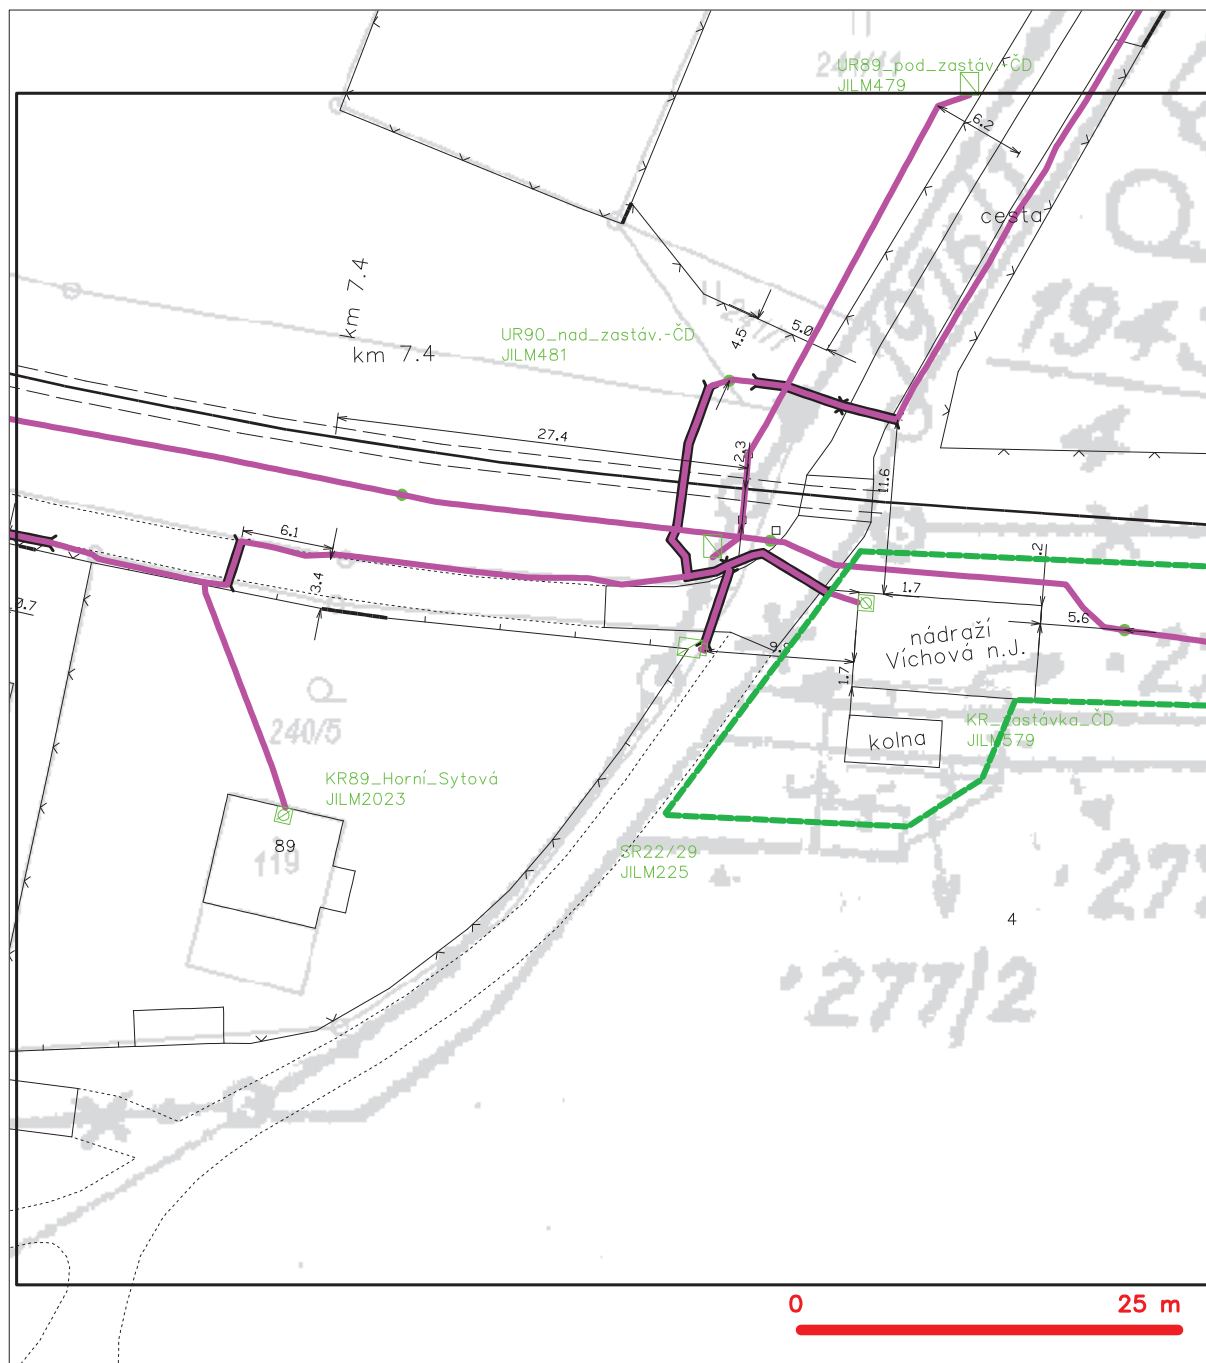 241/11
UR89_pod_zastáv.-ČD
JILM479
6.2
cesta
km 7.4
km 7.4
UR90_nad_zastáv.-ČD
JILM481
4.5
5.0
27.4
2.3
11.6
6.1
3.4
1.7
5.6
nádraží
Víchová n.J.
1.7
kolna
KR_zastávka_ČD
JILM579
240/5
KR89_Horní_Sytová
JILM2023
89
119
SR22/29
JILM225
4
277/2
0
25 m